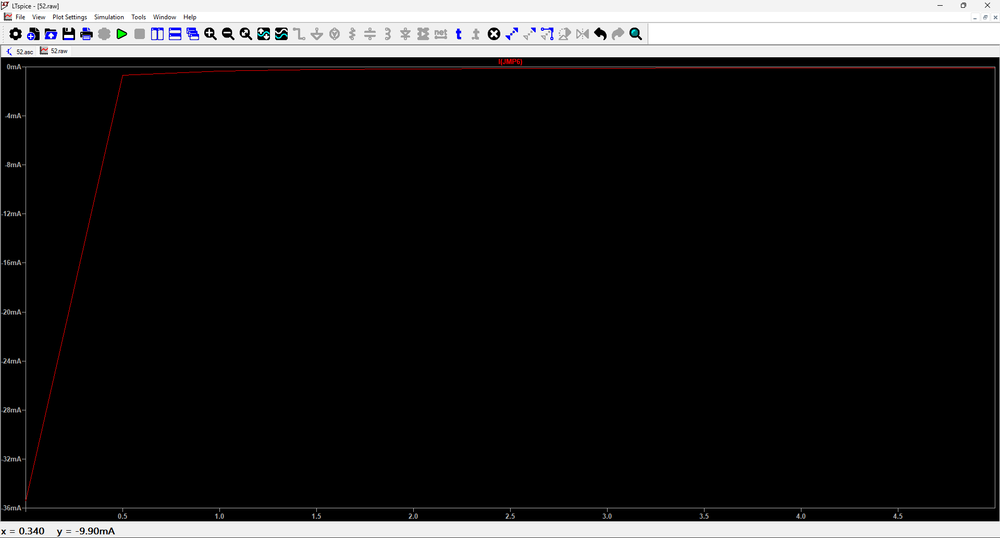 LTspice - [52.raw]
File View Plot Settings Simulation Tools Window Help
net t t
52.asc 52.raw
I(JMP6)
0mA
-4mA
-8mA
-12mA
-16mA
-20mA
-24mA
-28mA
-32mA
-36mA
0.5 1.0 1.5 2.0 2.5 3.0 3.5 4.0 4.5
x = 0.340 y = -9.90mA